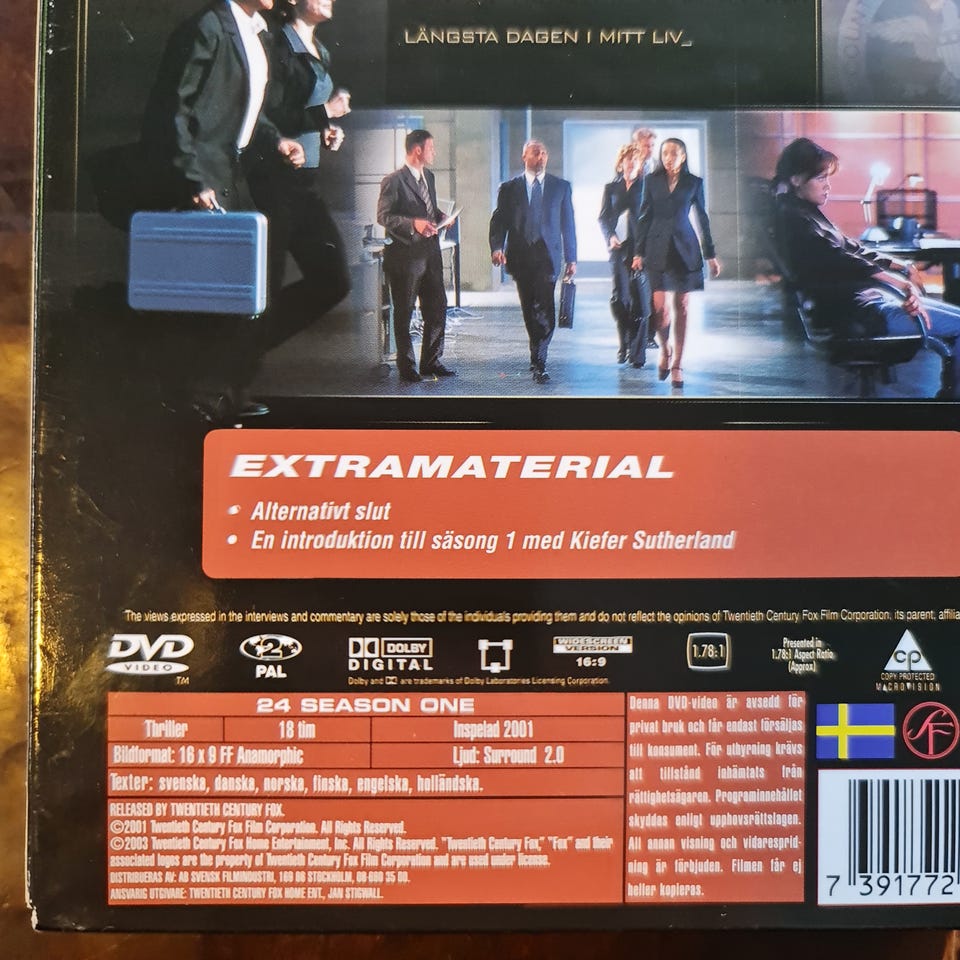 LÄNGSTA DAGEN I MITT LIV_
EXTRAMATERIAL
• Alternativt slut
• En introduktion till säsong 1 med Kiefer Sutherland
The views expressed in the interviews and commentary are solely those of the individuals providing them and do not reflect the opinions of Twentieth Century Fox Film Corporation, its parent, affilia
DVD
VIDEO
TM
2
PAL
DOLBY
DIGITAL
Dolby and are trademarks of Dolby Laboratories Licensing Corporation.
WIDESCREEN
VERSION
16:9
1.78:1
Presented in
1.78:1 Aspect Ratio
(Approx)
CP
COPY PROTECTED
MACROVISION
24 SEASON ONE
Thriller 18 tim Inspelad 2001
Bildformat: 16 x 9 FF Anamorphic Ljud: Surround 2.0
Texter: svenska, danska, norska, finska, engelska, holländska.
RELEASED BY TWENTIETH CENTURY FOX.
©2001 Twentieth Century Fox Film Corporation. All Rights Reserved.
©2003 Twentieth Century Fox Home Entertainment, Inc. All Rights Reserved. "Twentieth Century Fox," "Fox" and their
associated logos are the property of Twentieth Century Fox Film Corporation and are used under license.
DISTRIBUERAS AV: AB SVENSK FILMINDUSTRI, 169 86 STOCKHOLM, 08-680 35 00.
ANSVARIG UTGIVARE: TWENTIETH CENTURY FOX HOME ENT., JAN STIGWALL.
Denna DVD-video är avsedd för
privat bruk och får endast försäljas
till konsument. För uthyrning krävs
att tillstånd inhämtats från
rättighetsägaren. Programinnehållet
skyddas enligt upphovsrättslagen.
All annan visning och vidaresprid-
ning är förbjuden. Filmen får ej
heller kopieras.
SF
7 391772